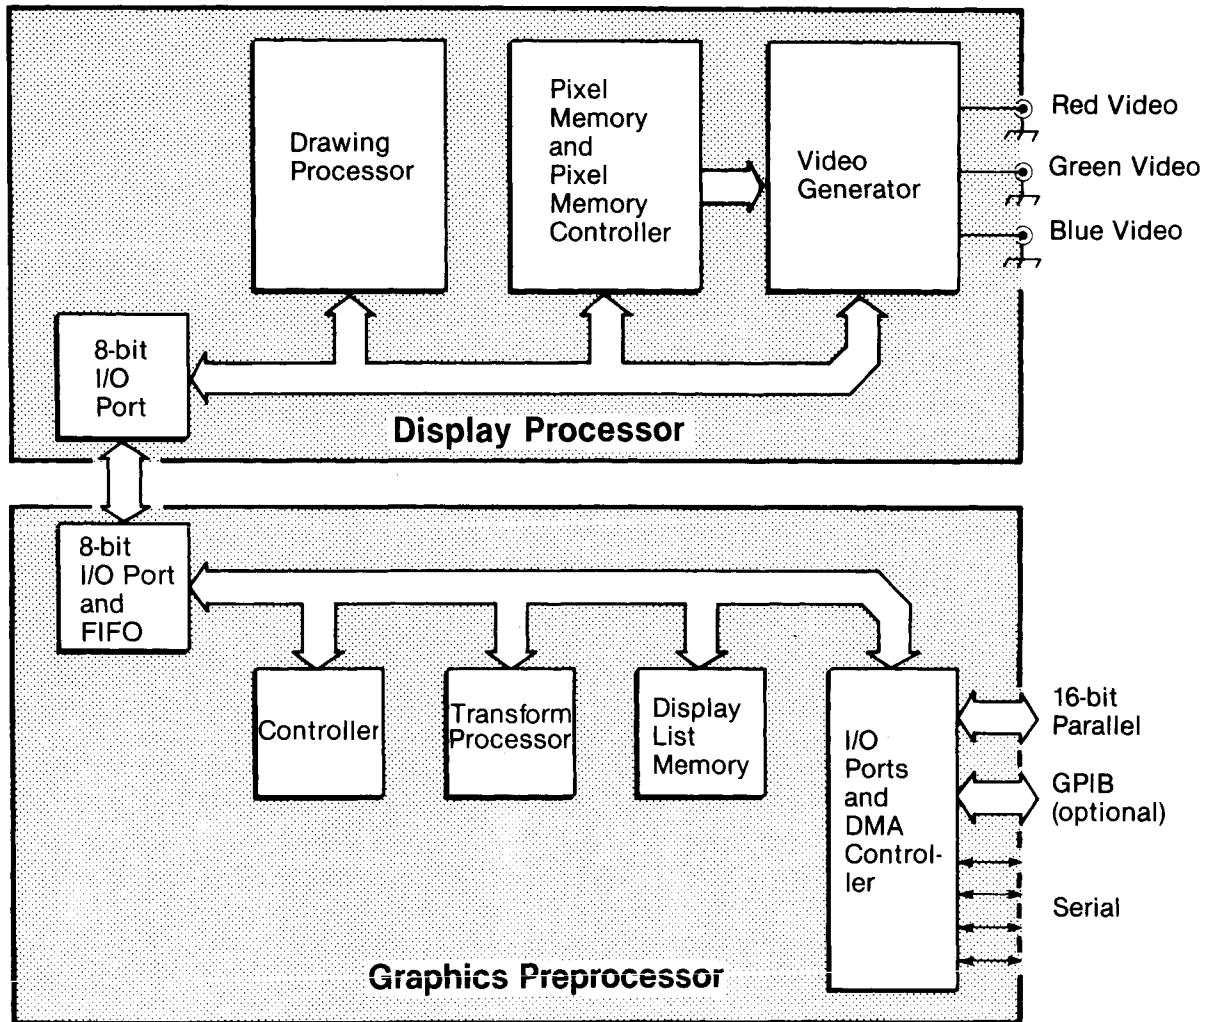 Drawing
Processor
Pixel
Memory
and
Pixel
Memory
Controller
Video
Generator
Red Video
Green Video
Blue Video
8-bit
I/O
Port
Display Processor
8-bit
I/O Port
and
FIFO
Controller
Transform
Processor
Display
List
Memory
I/O
Ports
and
DMA
Control-
ler
16-bit
Parallel
GPIB
(optional)
Serial
Graphics Preprocessor